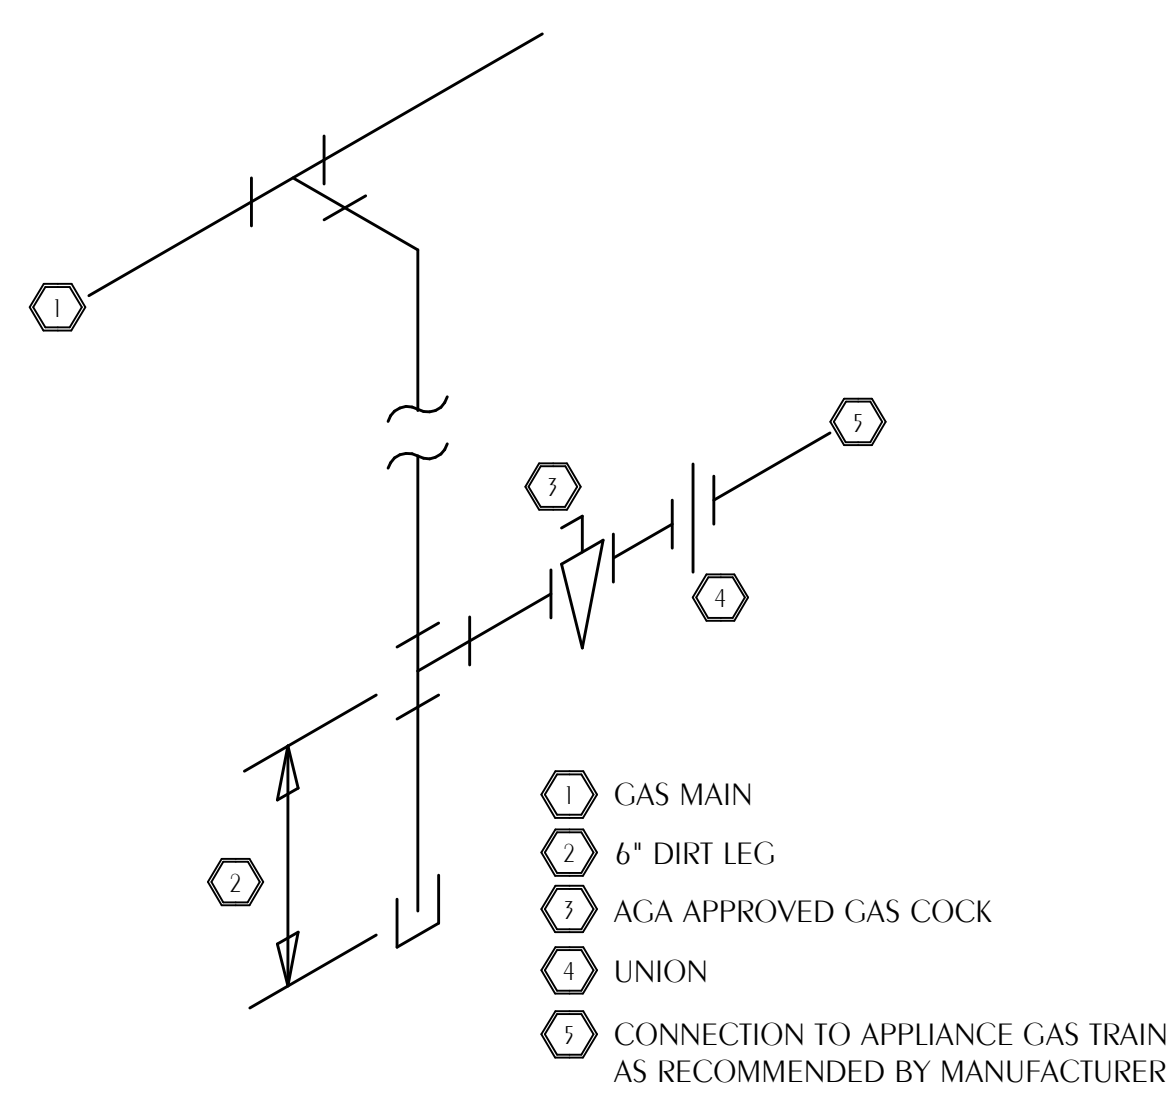 1
5
3
4
2
1 GAS MAIN
2 6" DIRT LEG
3 AGA APPROVED GAS COCK
4 UNION
5 CONNECTION TO APPLIANCE GAS TRAIN
AS RECOMMENDED BY MANUFACTURER